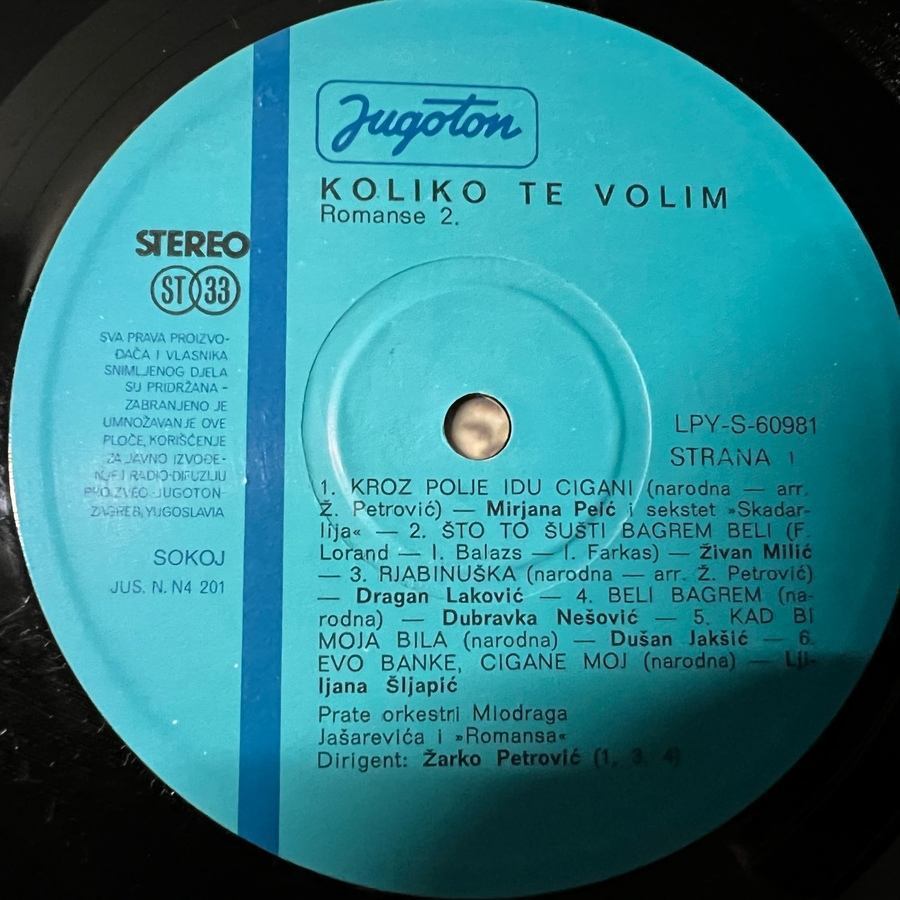 Jugoton
KOLIKO TE VOLIM
Romanse 2.
STEREO
ST 33
SVA PRAVA PROIZVO-
ĐAČA I VLASNIKA
SNIMLJENOG DJELA
SU PRIDRŽANA -
ZABRANJENO JE
UMNOŽAVANJE OVE
PLOČE, KORIŠĆENJE
ZA JAVNO IZVOĐE-
NJE I RADIO-DIFUZIJU
PROIZVEO JUGOTON-
ZAGREB, YUGOSLAVIA
SOKOJ
JUS. N. N4 201
LPY-S-60981
STRANA 1
1. KROZ POLJE IDU CIGANI (narodna — arr.
Ž. Petrović) — Mirjana Peić i sekstet »Skadar-
lija« — 2. ŠTO TO ŠUŠTI BAGREM BELI (F.
Lorand — I. Balazs — I. Farkas) — Živan Milić
— 3. RJABINUŠKA (narodna — arr. Ž. Petrović)
— Dragan Laković — 4. BELI BAGREM (na-
rodna) — Dubravka Nešović — 5. KAD BI
MOJA BILA (narodna) — Dušan Jakšić — 6.
EVO BANKE, CIGANE MOJ (narodna) — Lji-
ljana Šljapić
Prate orkestri Miodraga
Jašarevića i »Romansa«
Dirigent: Žarko Petrović (1, 3, 4)